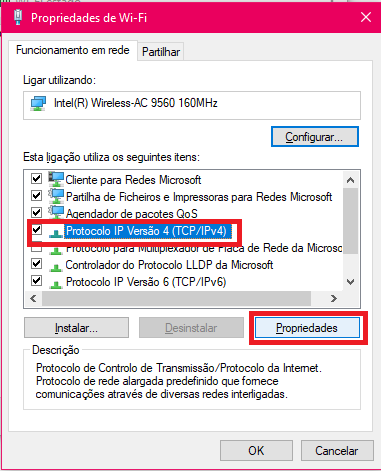 Propriedades de Wi-Fi
Funcionamento em rede
Partilhar
Ligar utilizando:
Intel(R) Wireless-AC 9560 160MHz
Configurar...
Esta ligação utiliza os seguintes itens:
Cliente para Redes Microsoft
Partilha de Ficheiros e Impressoras para Redes Microsoft
Agendador de pacotes QoS
Protocolo IP Versão 4 (TCP/IPv4)
Protocolo para Multiplexador de Placa de Rede da Microsof
Controlador do Protocolo LLDP da Microsoft
Protocolo IP Versão 6 (TCP/IPv6)
Instalar...
Desinstalar
Propriedades
Descrição
Protocolo de Controlo de Transmissão/Protocolo da Internet.
Protocolo de rede alargada predefinido que fornece
comunicações através de diversas redes interligadas.
OK
Cancelar